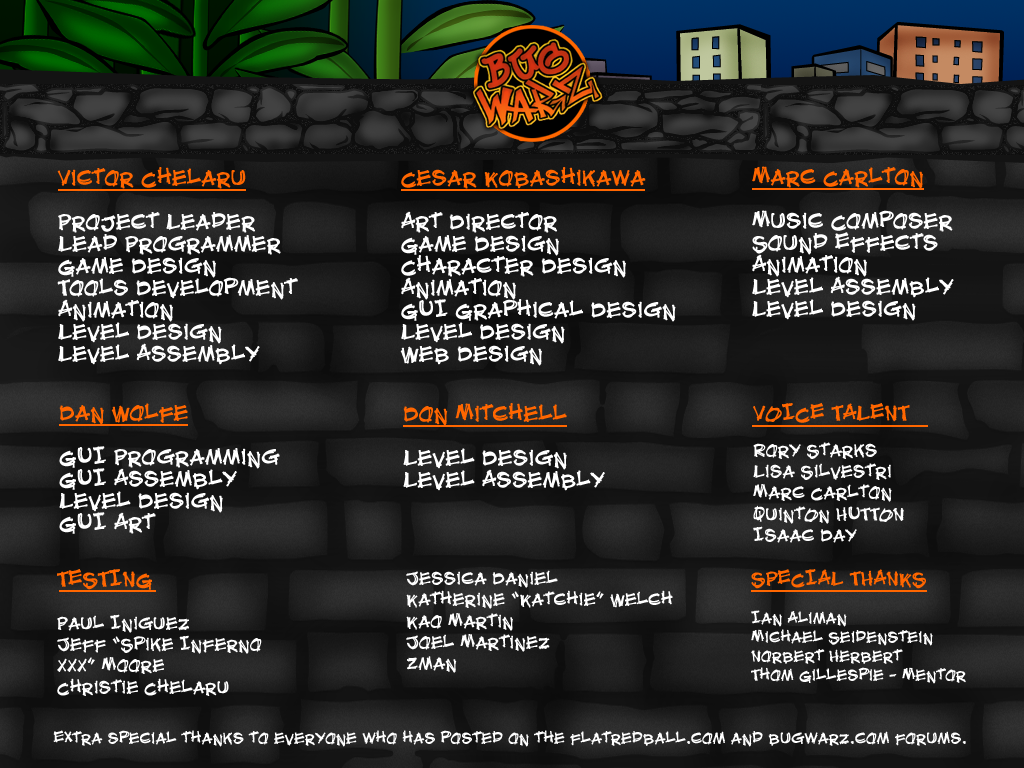 BUG
WARZ
VICTOR CHELARU
PROJECT LEADER
LEAD PROGRAMMER
GAME DESIGN
TOOLS DEVELOPMENT
ANIMATION
LEVEL DESIGN
LEVEL ASSEMBLY
CESAR KOBASHIKAWA
ART DIRECTOR
GAME DESIGN
CHARACTER DESIGN
ANIMATION
GUI GRAPHICAL DESIGN
LEVEL DESIGN
WEB DESIGN
MARC CARLTON
MUSIC COMPOSER
SOUND EFFECTS
ANIMATION
LEVEL ASSEMBLY
LEVEL DESIGN
DAN WOLFE
GUI PROGRAMMING
GUI ASSEMBLY
LEVEL DESIGN
GUI ART
DON MITCHELL
LEVEL DESIGN
LEVEL ASSEMBLY
VOICE TALENT
RORY STARKS
LISA SILVESTRI
MARC CARLTON
QUINTON HUTTON
ISAAC DAY
TESTING
PAUL INIGUEZ
JEFF "SPIKE INFERNO
XXX" MOORE
CHRISTIE CHELARU
JESSICA DANIEL
KATHERINE "KATCHIE" WELCH
KAO MARTIN
JOEL MARTINEZ
ZMAN
SPECIAL THANKS
IAN ALIMAN
MICHAEL SEIDENSTEIN
NORBERT HERBERT
THOM GILLESPIE - MENTOR
EXTRA SPECIAL THANKS TO EVERYONE WHO HAS POSTED ON THE FLATREDBALL.COM AND BUGWARZ.COM FORUMS.